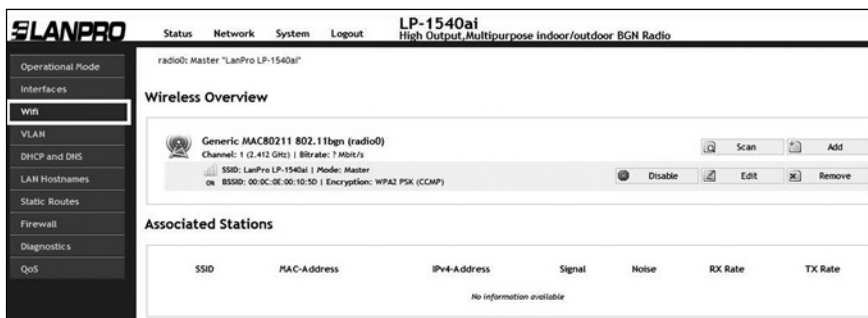 LANPRO
Status Network System Logout
LP-1540ai
High Output,Multipurpose indoor/outdoor BGN Radio
Operational Mode
Interfaces
Wifi
VLAN
DHCP and DNS
LAN Hostnames
Static Routes
Firewall
Diagnostics
QoS
radio0: Master "LanPro LP-1540ai"
Wireless Overview
Generic MAC80211 802.11bgn (radio0)
Channel: 1 (2.412 GHz) | Bitrate: ? Mbit/s
Scan Add
SSID: LanPro LP-1540ai | Mode: Master
0% BSSID: 00:0C:0E:00:10:5D | Encryption: WPA2 PSK (CCMP)
Disable Edit Remove
Associated Stations
SSID MAC-Address IPv4-Address Signal Noise RX Rate TX Rate
No information available